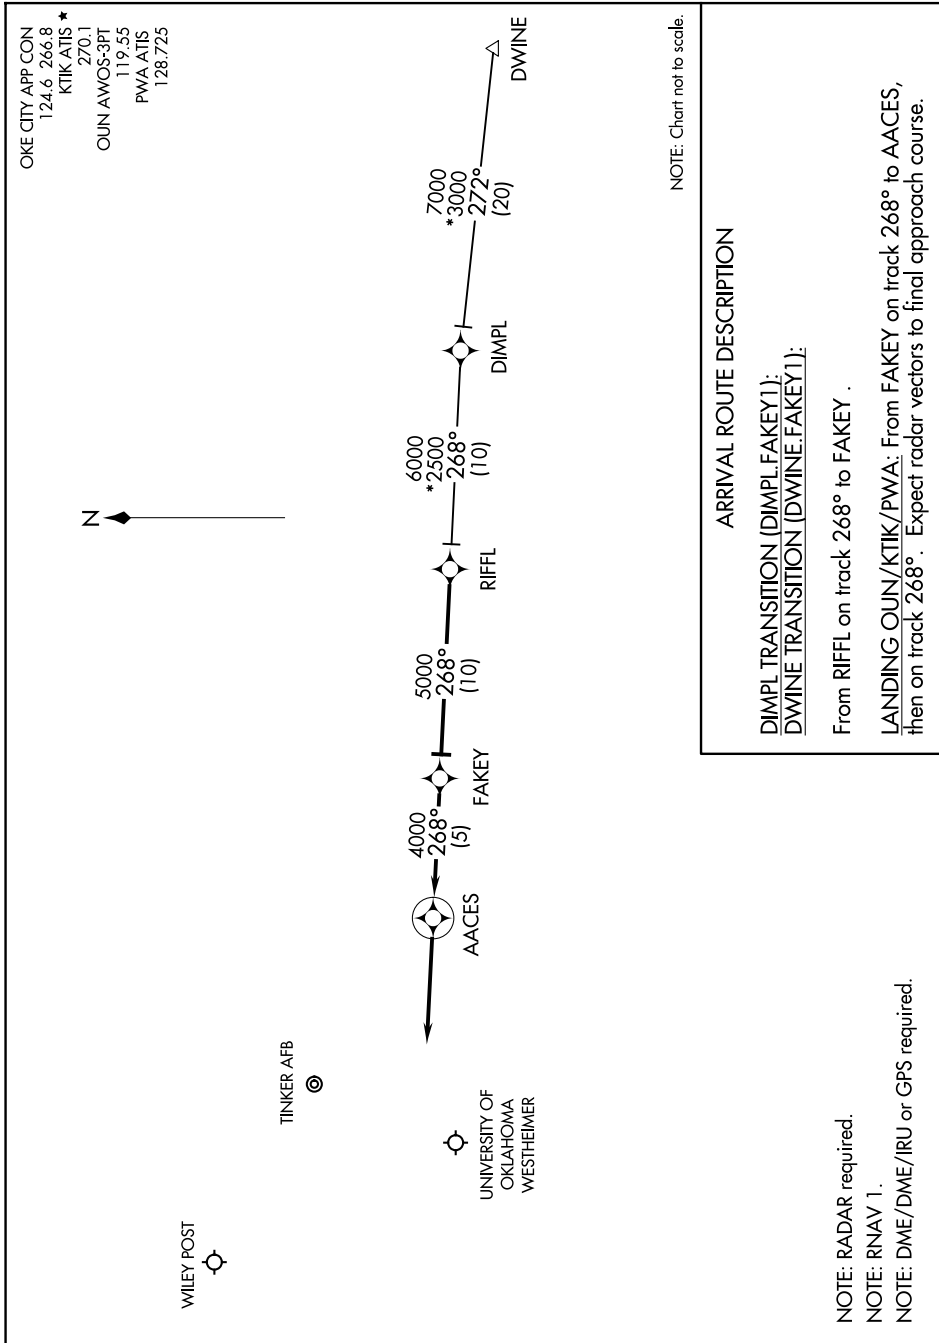 OKE CITY APP CON
124.6 266.8
KTIK ATIS ★
270.1
OUN AWOS-3PT
119.55
PWA ATIS
128.725
N
WILEY POST
TINKER AFB
UNIVERSITY OF
OKLAHOMA
WESTHEIMER
AACES
4000
268°
(5)
FAKEY
5000
268°
(10)
RIFFL
6000
*2500
268°
(10)
DIMPL
7000
*3000
272°
(20)
DWINE
NOTE: Chart not to scale.
NOTE: RADAR required.
NOTE: RNAV 1.
NOTE: DME/DME/IRU or GPS required.
ARRIVAL ROUTE DESCRIPTION
DIMPL TRANSITION (DIMPL.FAKEY1):
DWINE TRANSITION (DWINE.FAKEY1):
From RIFFL on track 268° to FAKEY .
LANDING OUN/KTIK/PWA: From FAKEY on track 268° to AACES,
then on track 268°. Expect radar vectors to final approach course.